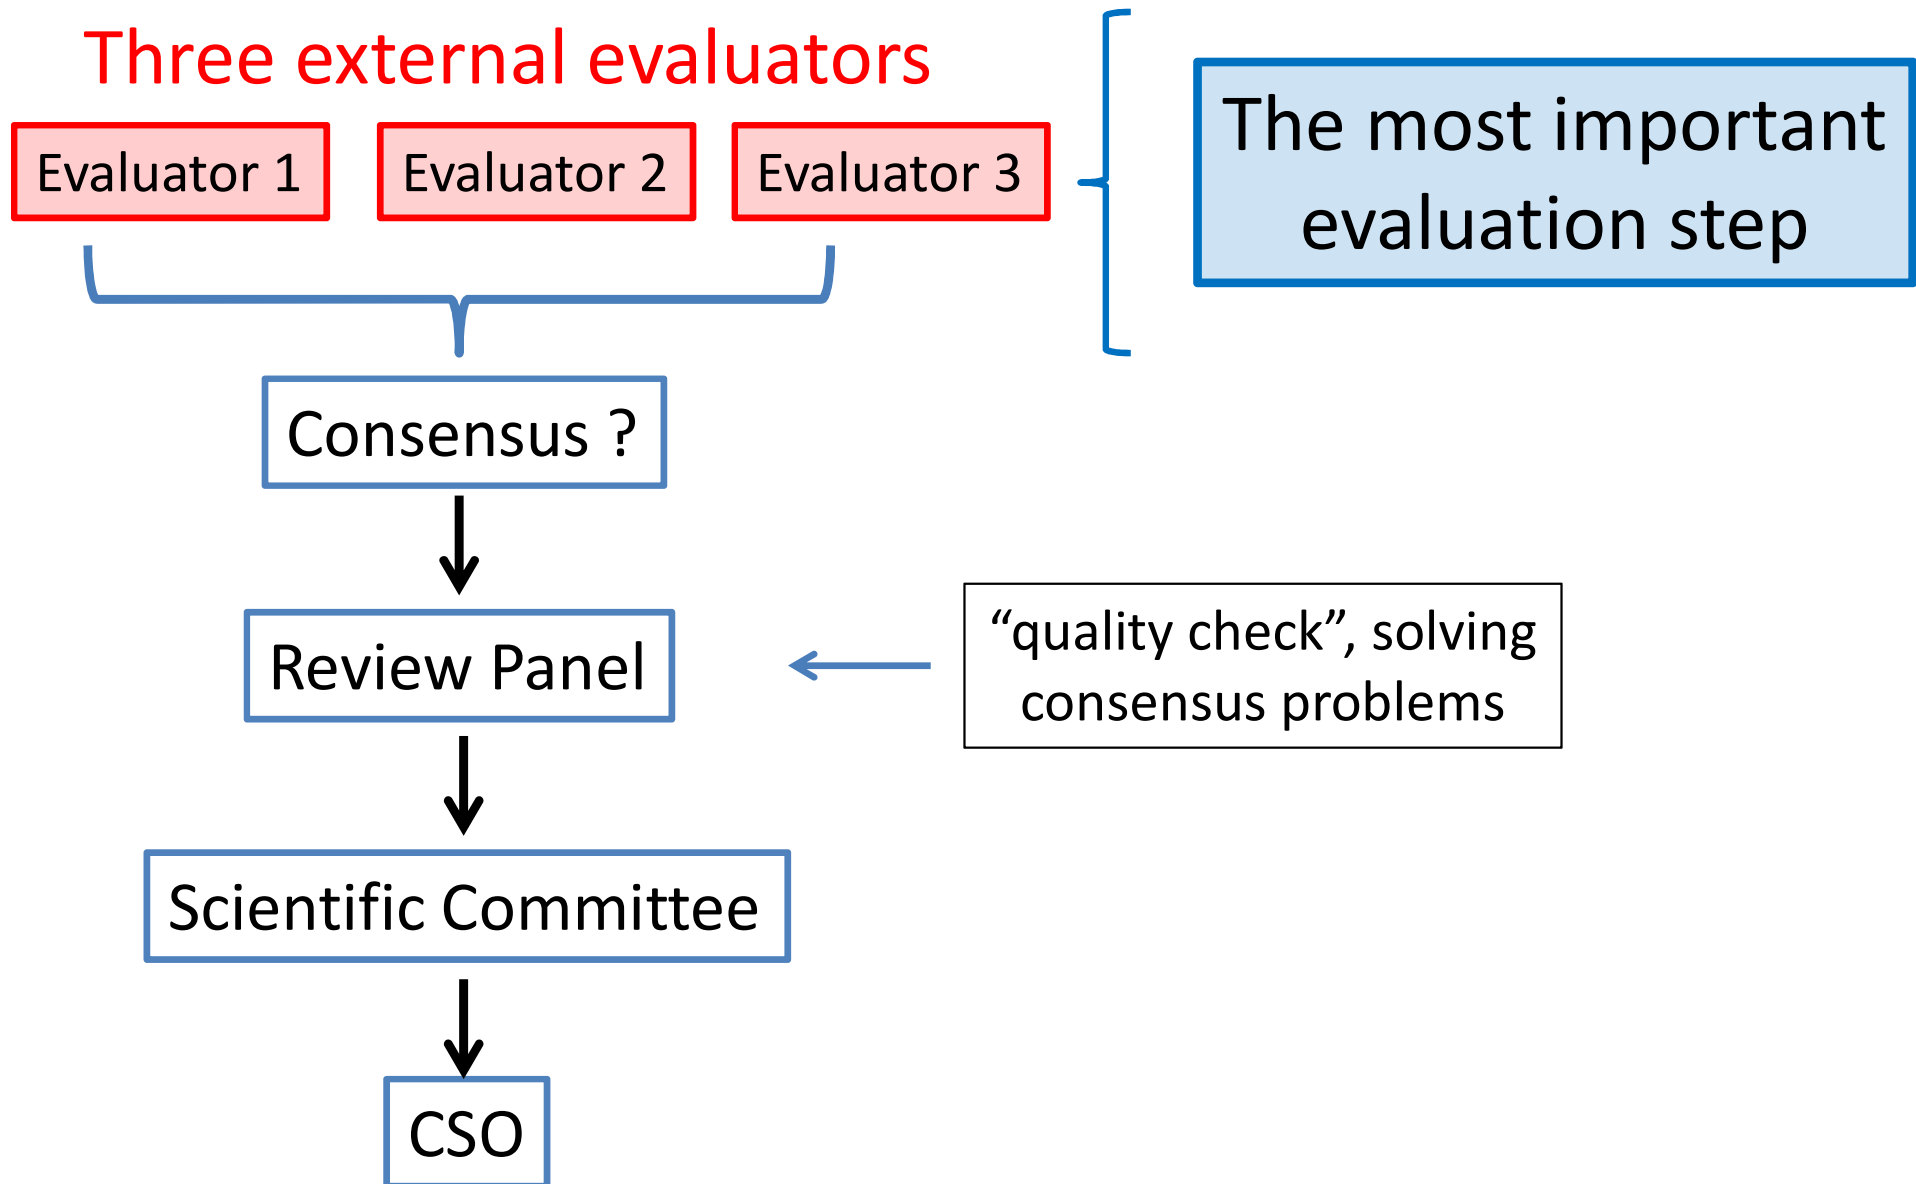 Three external evaluators
Evaluator 1
Evaluator 2
Evaluator 3
The most important
evaluation step
Consensus ?
Review Panel
“quality check”, solving
consensus problems
Scientific Committee
CSO